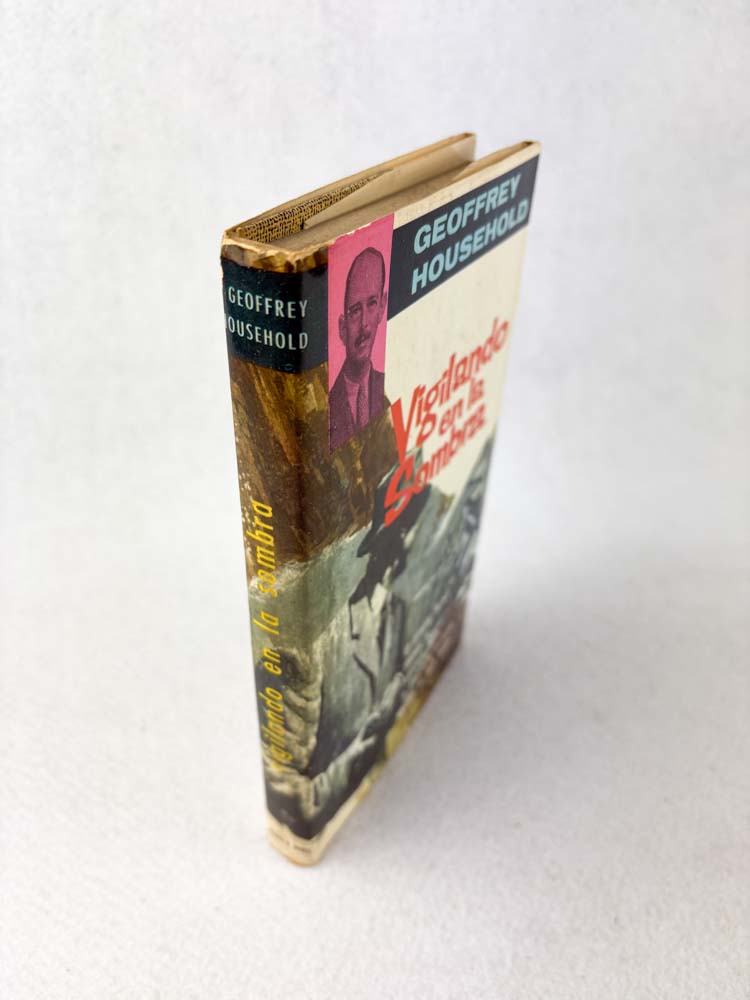 GEOFFREY
HOUSEHOLD
Vigilando
en la
Sombra
GEOFFREY
HOUSEHOLD
Vigilando en la sombra